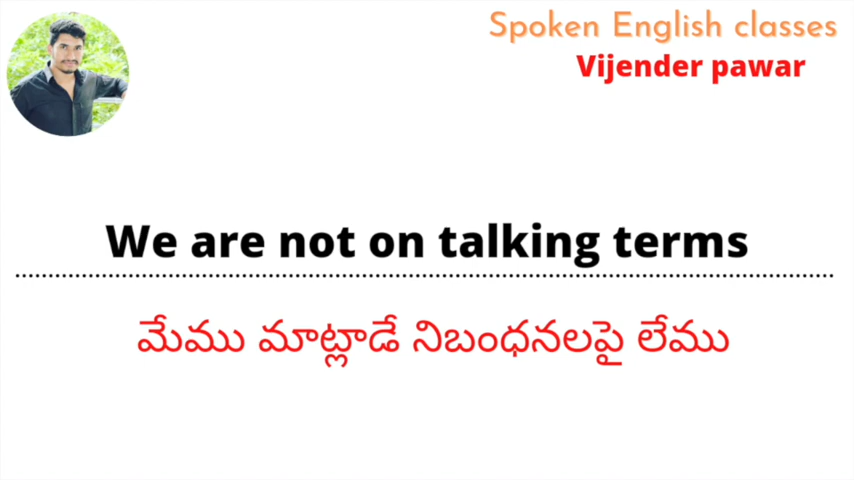 Spoken English classes
Vijender pawar
We are not on talking terms
మేము మాట్లాడే నిబంధనలపై లేము